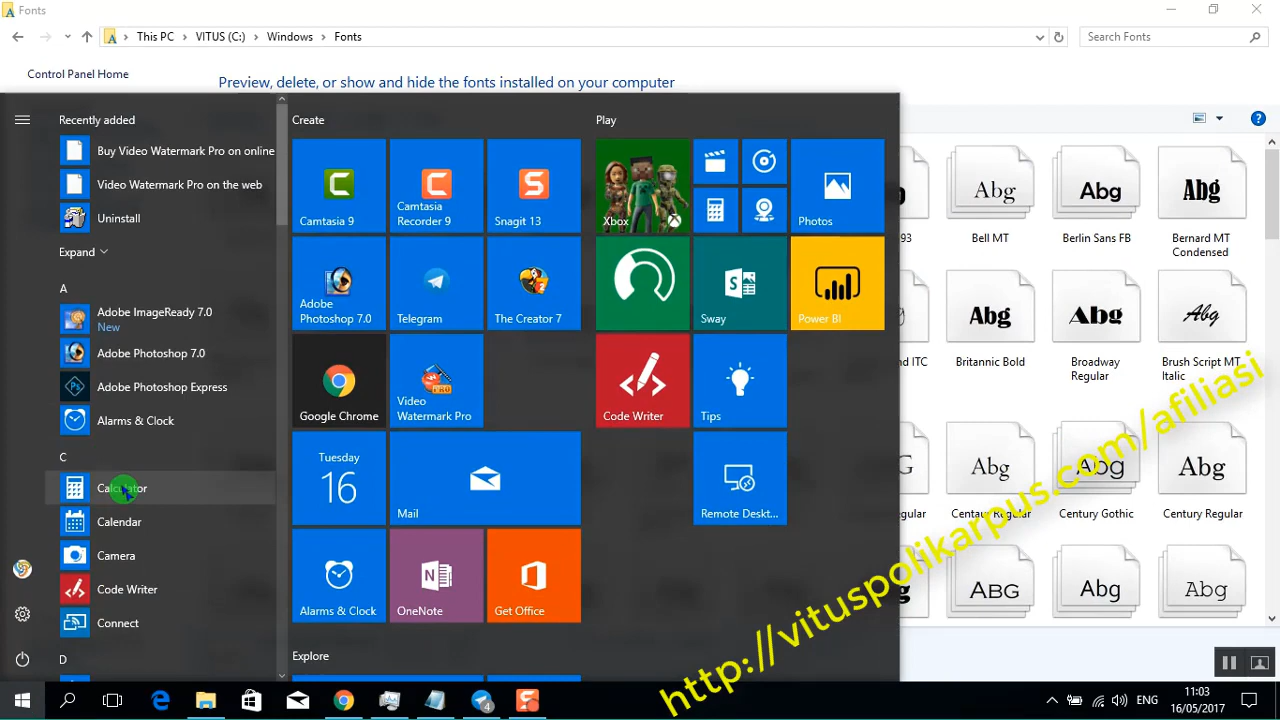 Fonts
This PC
VITUS (C:)
Windows
Fonts
Search Fonts
Control Panel Home
Preview, delete, or show and hide the fonts installed on your computer
Recently added
Buy Video Watermark Pro on online
Video Watermark Pro on the web
Uninstall
Expand
A
Adobe ImageReady 7.0
New
Adobe Photoshop 7.0
Adobe Photoshop Express
Alarms & Clock
C
Calculator
Calendar
Camera
Code Writer
Connect
D
Create
Camtasia 9
Camtasia
Recorder 9
Snagit 13
Adobe
Photoshop 7.0
Telegram
The Creator 7
Google Chrome
Video
Watermark Pro
PRO
Tuesday
16
Mail
Alarms & Clock
OneNote
Get Office
Explore
Play
Xbox
Photos
Sway
Power BI
Code Writer
Tips
Remote Deskt...
93
Abg
Bell MT
Abg
Berlin Sans FB
Abg
Bernard MT
Condensed
nd ITC
Abg
Britannic Bold
Abg
Broadway
Regular
Abg
Brush Script MT
Italic
Regular
Abg
Centaur Regular
Abg
Century Gothic
Abg
Century Regular
ABG
Abg
Abg
http://vituspolikarpus.com/afiliasi
4
ENG
11:03
16/05/2017